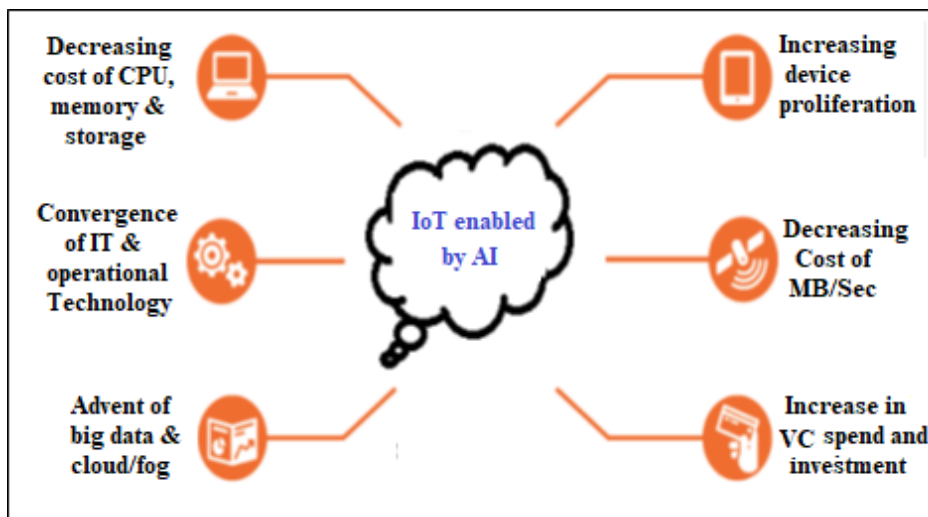 Decreasing
cost of CPU,
memory &
storage
Increasing
device
proliferation
IoT enabled
by AI
Convergence
of IT &
operational
Technology
Decreasing
Cost of
MB/Sec
Advent of
big data &
cloud/fog
Increase in
VC spend and
investment